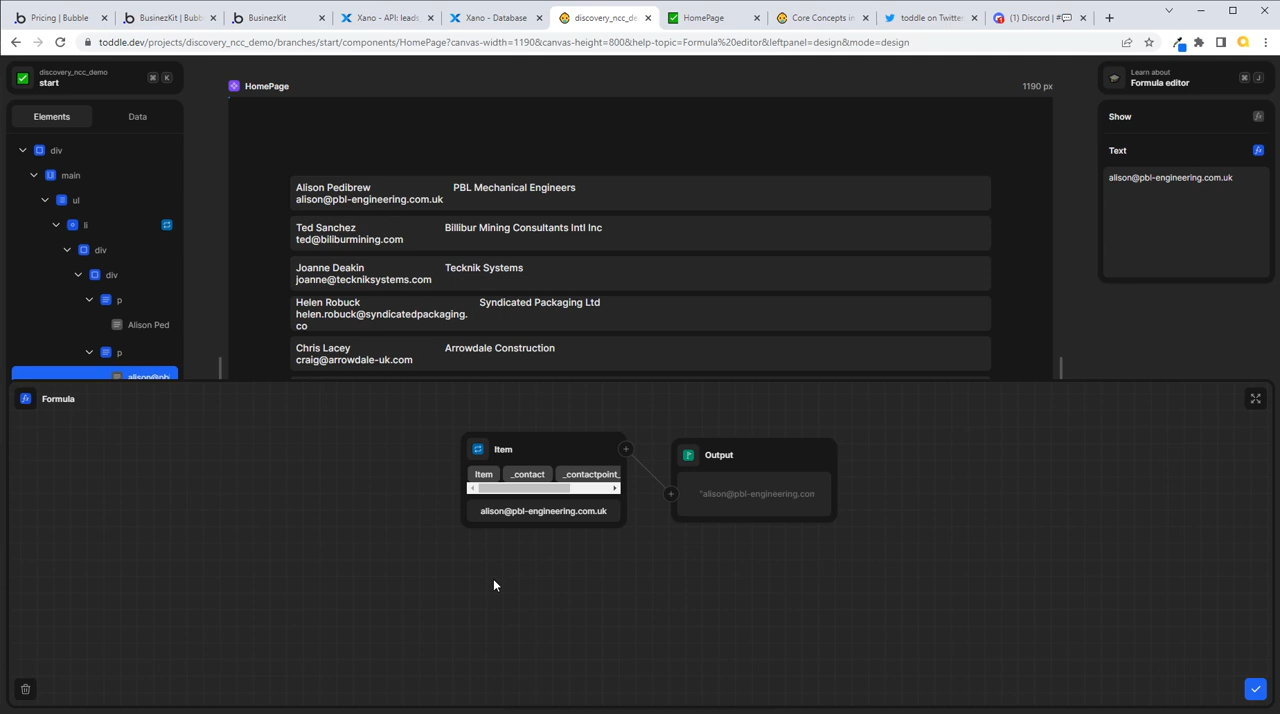 Pricing | Bubble
BusinezKit | Bubb
BusinezKit
Xano - API: leads
Xano - Database
discovery_ncc_de
HomePage
Core Concepts in
toddle on Twitter
(1) Discord | #
toddle.dev/projects/discovery_ncc_demo/branches/start/components/HomePage?canvas-width=1190&canvas-height=800&help-topic=Formula%20editor&leftpanel=design&mode=design
discovery_ncc_demo
start
⌘ K
HomePage
1190 px
Learn about
Formula editor
⌘ J
Elements
Data
div
main
ul
li
div
div
p
Alison Ped
p
alison@pb
Alison Pedibrew
PBL Mechanical Engineers
alison@pbl-engineering.com.uk
Ted Sanchez
Billibur Mining Consultants Intl Inc
ted@biliburmining.com
Joanne Deakin
Tecknik Systems
joanne@teckniksystems.com
Helen Robuck
Syndicated Packaging Ltd
helen.robuck@syndicatedpackaging.
co
Chris Lacey
Arrowdale Construction
craig@arrowdale-uk.com
Show
Text
alison@pbl-engineering.com.uk
Formula
Item
Item
_contact
_contactpoint_
alison@pbl-engineering.com.uk
Output
"alison@pbl-engineering.com